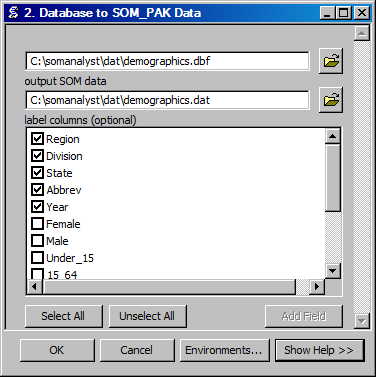 2. Database to SOM_PAK Data
C:\somanalyst\dat\demographics.dbf
output SOM data
C:\somanalyst\dat\demographics.dat
label columns (optional)
Region
Division
State
Abbrev
Year
Female
Male
Under_15
15_64
Select All
Unselect All
Add Field
OK
Cancel
Environments...
Show Help >>